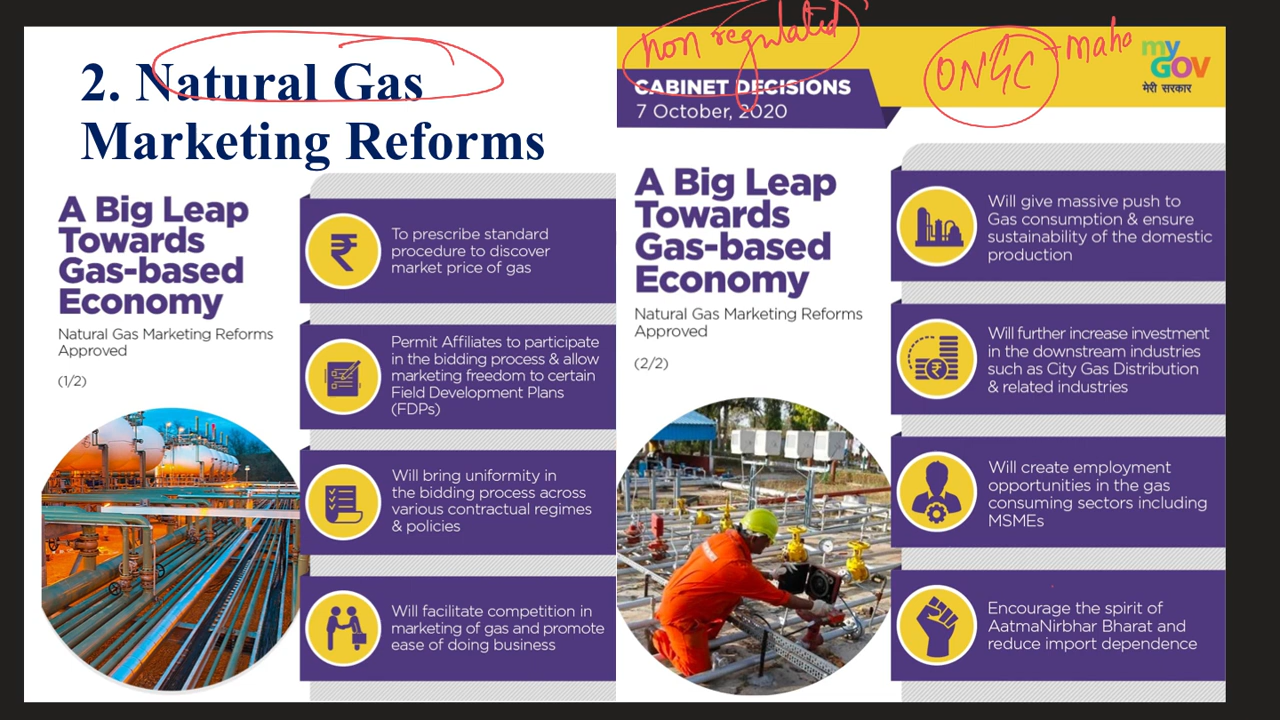 2. Natural Gas
Marketing Reforms
A Big Leap
Towards
Gas-based
Economy
Natural Gas Marketing Reforms
Approved
(1/2)
₹
To prescribe standard
procedure to discover
market price of gas
Permit Affiliates to participate
in the bidding process & allow
marketing freedom to certain
Field Development Plans
(FDPs)
Will bring uniformity in
the bidding process across
various contractual regimes
& policies
Will facilitate competition in
marketing of gas and promote
ease of doing business
non regulated
ONGC - maha
my
GOV
मेरी सरकार
CABINET DECISIONS
7 October, 2020
A Big Leap
Towards
Gas-based
Economy
Natural Gas Marketing Reforms
Approved
(2/2)
Will give massive push to
Gas consumption & ensure
sustainability of the domestic
production
₹
Will further increase investment
in the downstream industries
such as City Gas Distribution
& related industries
Will create employment
opportunities in the gas
consuming sectors including
MSMEs
Encourage the spirit of
AatmaNirbhar Bharat and
reduce import dependence